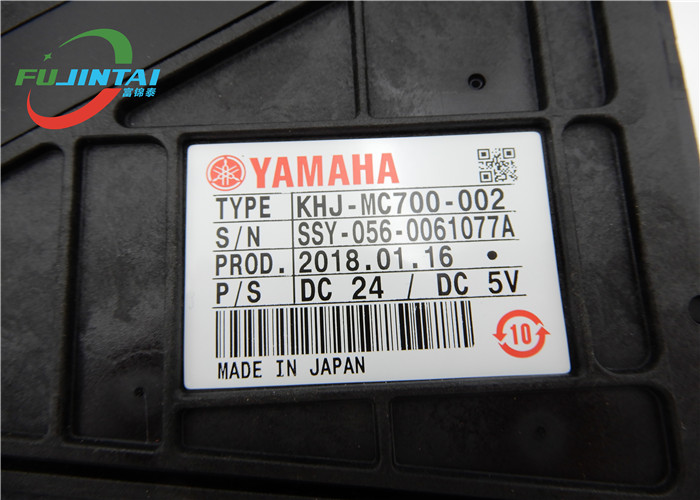 FUJINTAI
富锦泰
YAMAHA
TYPE KHJ-MC700-002
S/N SSY-056-0061077A
PROD. 2018.01.16 •
P/S DC 24 / DC 5V
10
MADE IN JAPAN